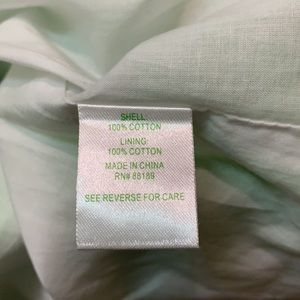 SHELL:
100% COTTON
LINING:
100% COTTON
MADE IN CHINA
RN# 88189
SEE REVERSE FOR CARE